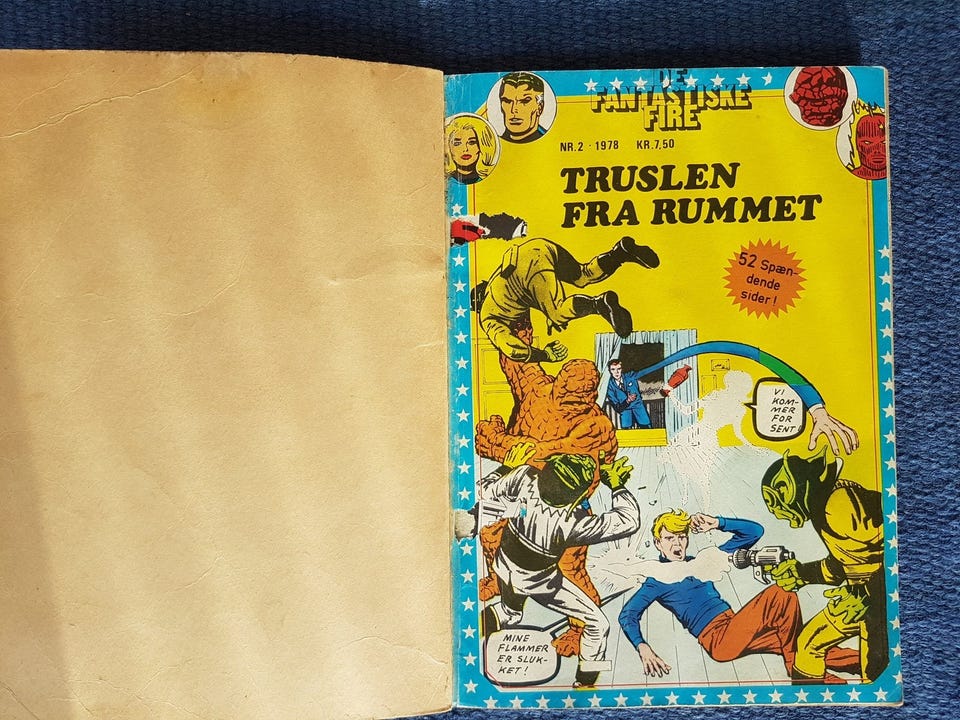 DE
FANTASTISKE
FIRE
NR.2 · 1978 KR.7,50
TRUSLEN
FRA RUMMET
52 Spæn-
dende
sider!
VI
KOM-
MER
FOR
SENT!
MINE
FLAMMER
ER SLUK-
KET!